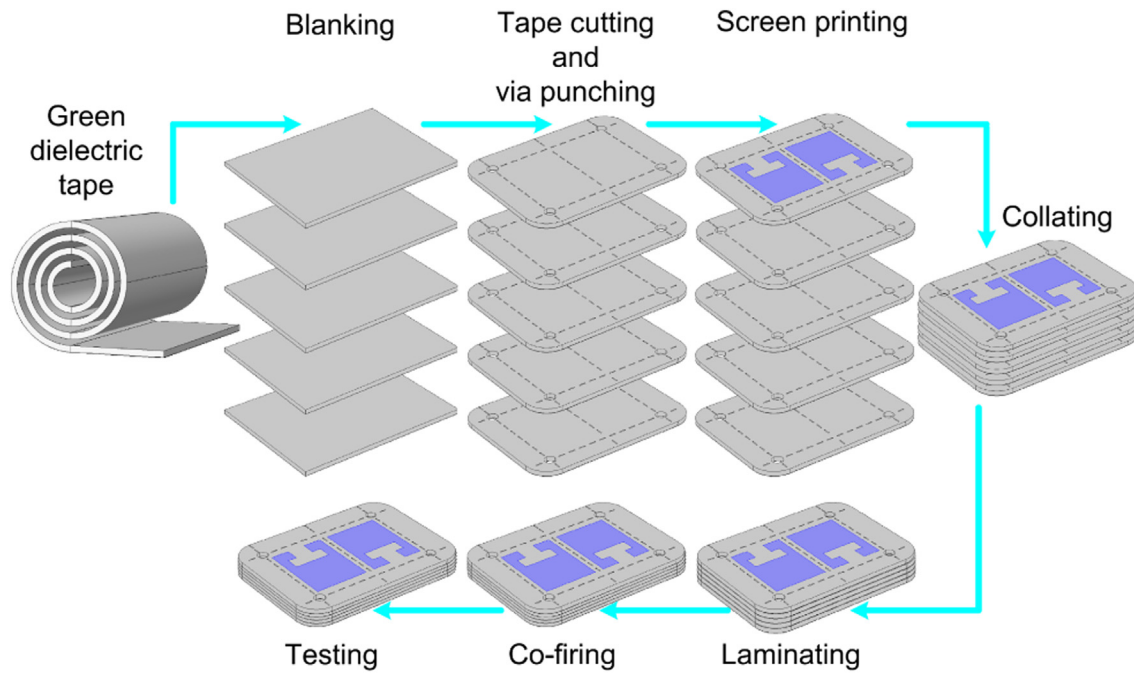 Green
dielectric
tape
Blanking
Tape cutting
and
via punching
Screen printing
Collating
Laminating
Co-firing
Testing